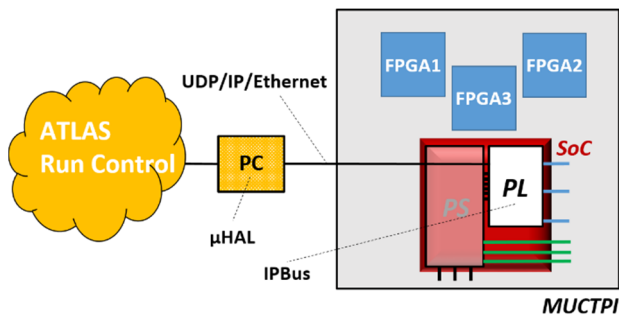 FPGA1
FPGA2
FPGA3
UDP/IP/Ethernet
ATLAS
Run Control
PC
SoC
PS
PL
µHAL
IPBus
MUCTPI